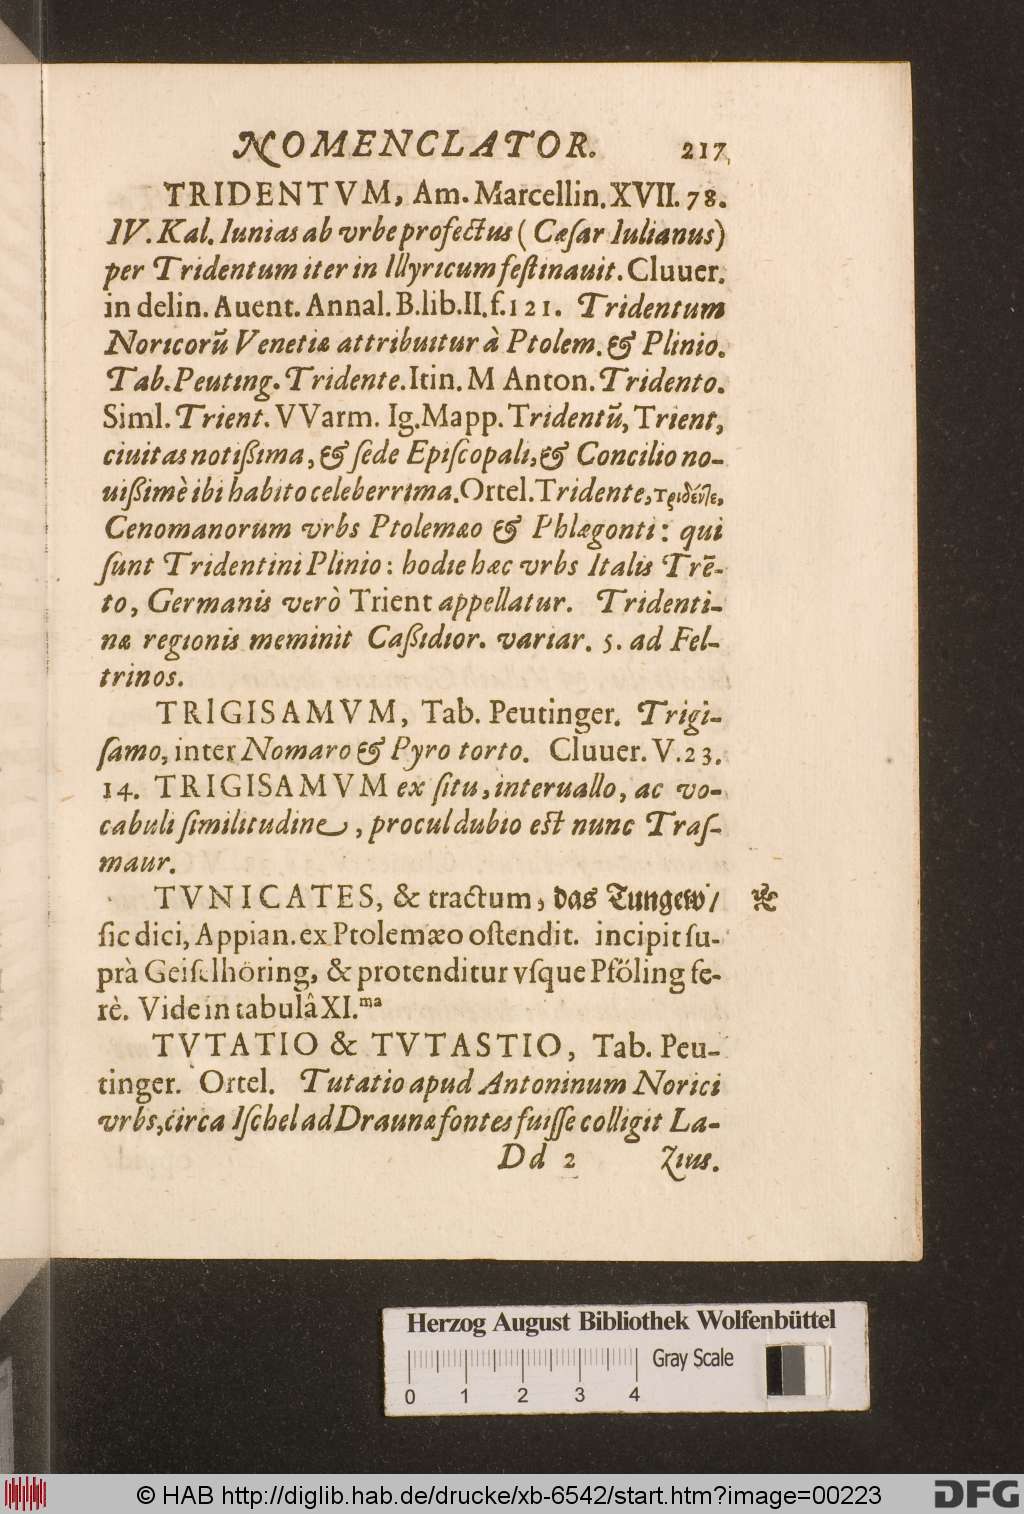 NOMENCLATOR. 217
TRIDENTVM, Am. Marcellin. XVII. 78.
IV. Kal. Iunias ab vrbe profectus (Cæſar Iulianus)
per Tridentum iter in Illyricum feſtinauit. Cluuer.
in delin. Auent. Annal. B. lib. II. f. 121. Tridentum
Noricorū Venetiæ attribuitur à Ptolem. & Plinio.
Tab. Peuting. Tridente. Itin. M Anton. Tridento.
Siml. Trient. VVarm. Ig. Mapp. Tridentū, Trient,
ciuitas notißima, & ſede Epiſcopali, & Concilio no-
uißimè ibi habito celeberrima. Ortel. Tridente, τριδέντε,
Cenomanorum vrbs Ptolemæo & Phlægonti: qui
ſunt Tridentini Plinio: hodie hæc vrbs Italis Trē-
to, Germanis verò Trient appellatur. Tridenti-
næ regionis meminit Caßidior. variar. 5. ad Fel-
trinos.
TRIGISAMVM, Tab. Peutinger. Trigi-
ſamo, inter Nomaro & Pyro torto. Cluuer. V. 23.
14. TRIGISAMVM ex ſitu, interuallo, ac vo-
cabuli ſimilitudine, procul dubio eſt nunc Traſ-
maur.
TVNICATES, & tractum, das Tungew/
ſic dici, Appian. ex Ptolemæo oſtendit. incipit ſu-
prà Geiſelhöring, & protenditur vſque Pföling fe-
rè. Vide in tabulâ XI.ma
TVTATIO & TVTASTIO, Tab. Peu-
tinger. Ortel. Tutatio apud Antoninum Norici
vrbs, circa Iſchel ad Draunæ fontes fuiſſe colligit La-
Dd 2 zius.
Herzog August Bibliothek Wolfenbüttel
Gray Scale
0 1 2 3 4
© HAB http://diglib.hab.de/drucke/xb-6542/start.htm?image=00223
DFG